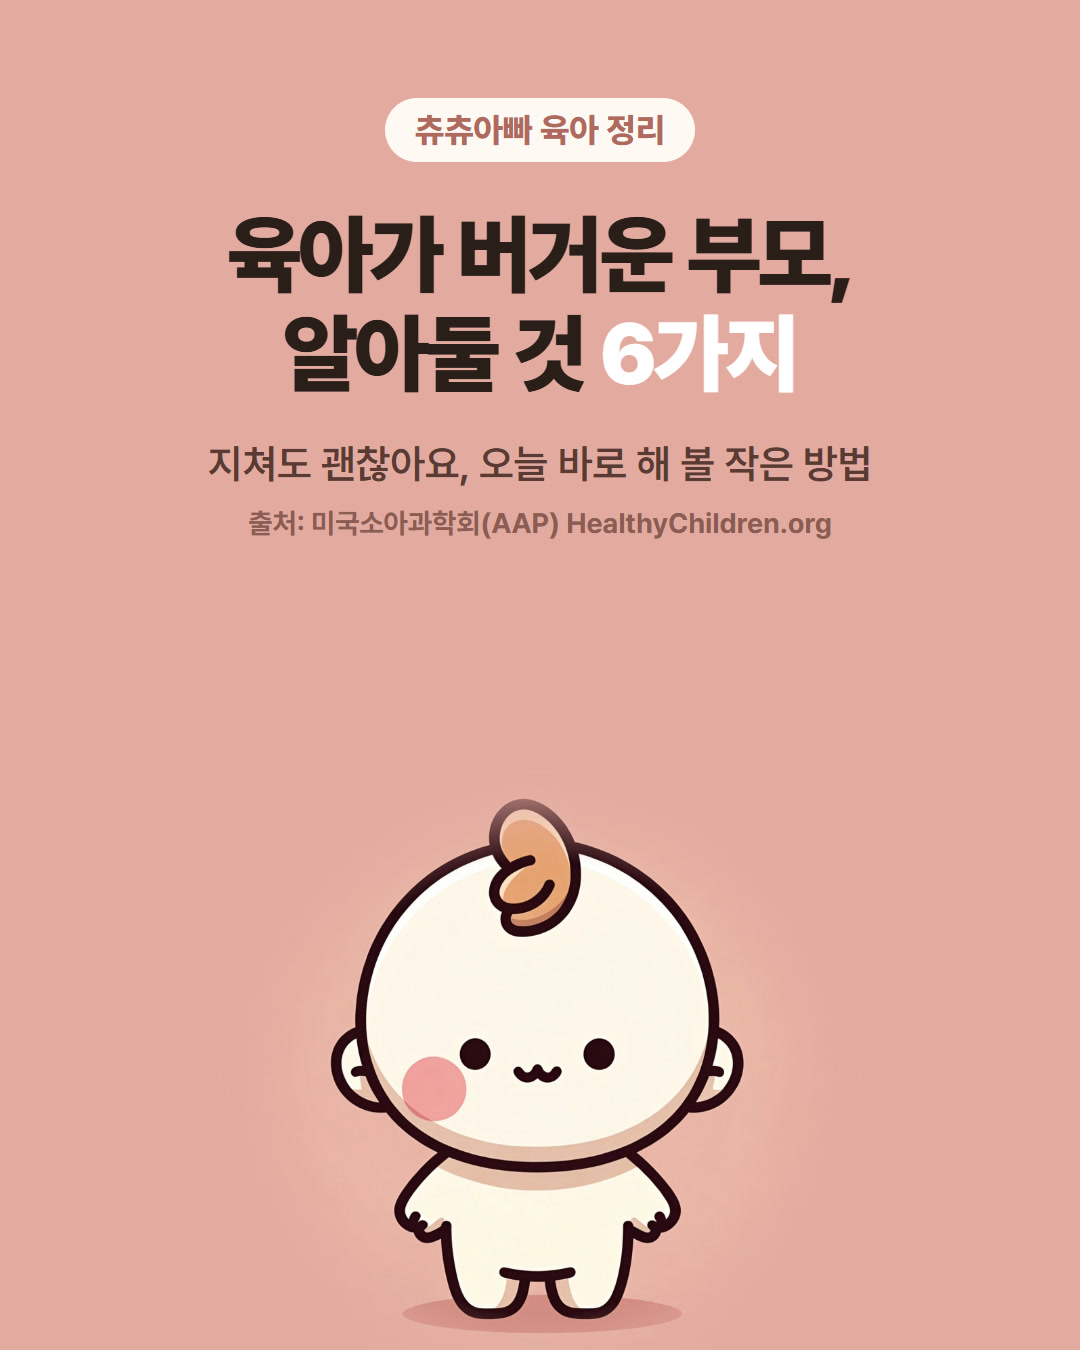 츄츄아빠 육아 정리
육아가 버거운 부모,
알아둘 것 6가지
지쳐도 괜찮아요, 오늘 바로 해 볼 작은 방법
출처: 미국소아과학회(AAP) HealthyChildren.org